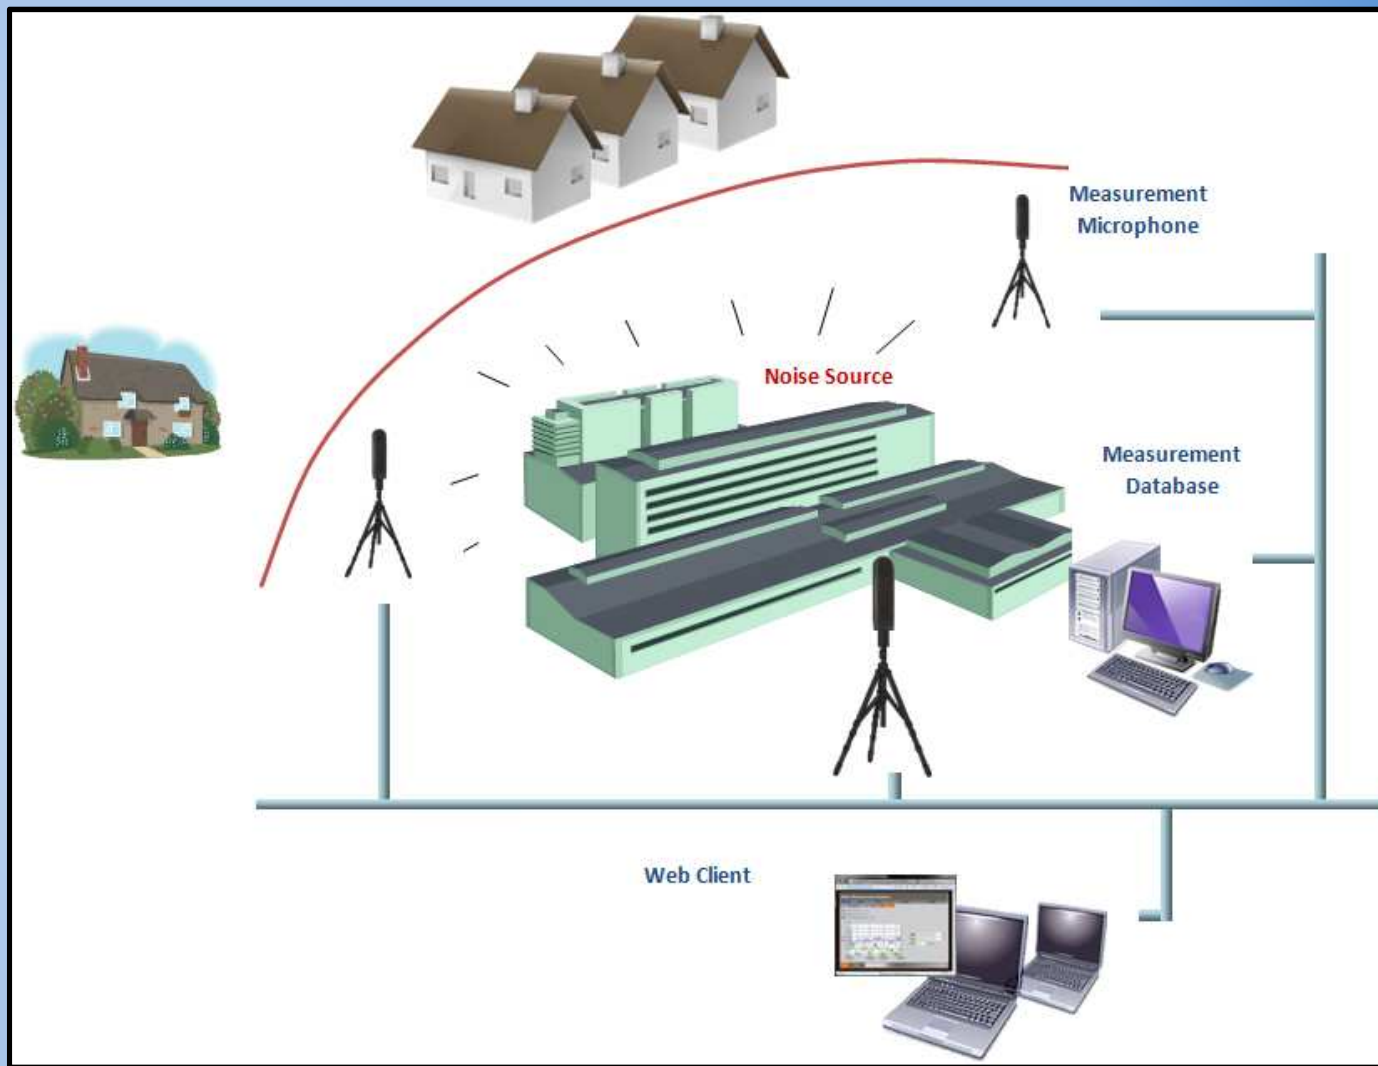 Measurement
Microphone
Noise Source
Measurement
Database
Web Client